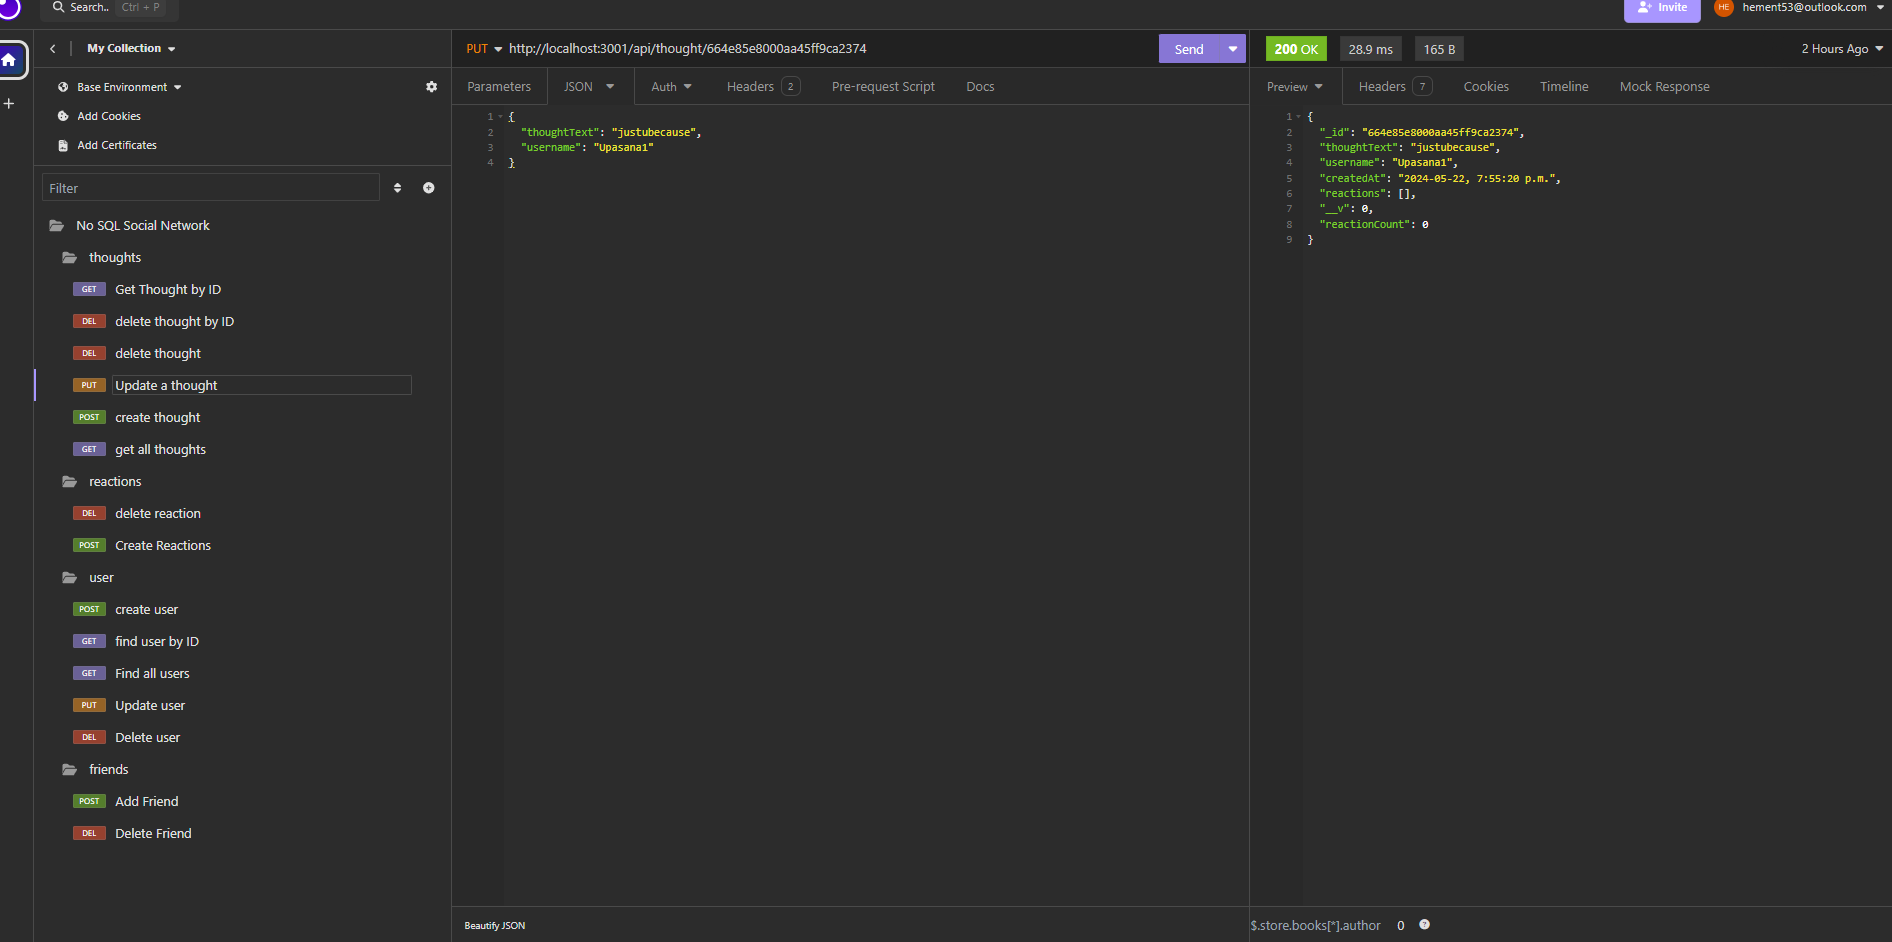 Search.. Ctrl + P
Invite HE hement53@outlook.com
My Collection
Base Environment
Add Cookies
Add Certificates
Filter
No SQL Social Network
thoughts
GET Get Thought by ID
DEL delete thought by ID
DEL delete thought
PUT Update a thought
POST create thought
GET get all thoughts
reactions
DEL delete reaction
POST Create Reactions
user
POST create user
GET find user by ID
GET Find all users
PUT Update user
DEL Delete user
friends
POST Add Friend
DEL Delete Friend
PUT http://localhost:3001/api/thought/664e85e8000aa45ff9ca2374 Send
Parameters JSON Auth Headers 2 Pre-request Script Docs
1 {
2 "thoughtText": "justubecause",
3 "username": "Upasana1"
4 }
Beautify JSON
200 OK 28.9 ms 165 B 2 Hours Ago
Preview Headers 7 Cookies Timeline Mock Response
1 {
2 "_id": "664e85e8000aa45ff9ca2374",
3 "thoughtText": "justubecause",
4 "username": "Upasana1",
5 "createdAt": "2024-05-22, 7:55:20 p.m.",
6 "reactions": [],
7 "__v": 0,
8 "reactionCount": 0
9 }
$.store.books[*].author 0